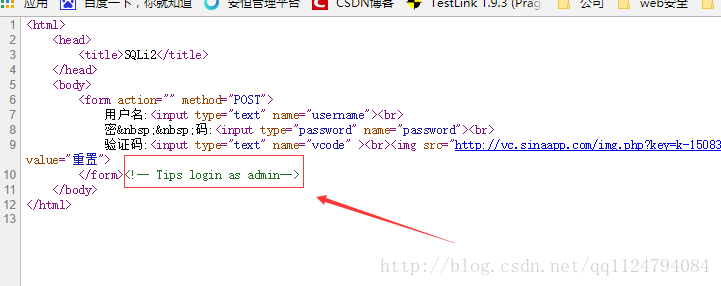 应用 百度一下，你就知道 安恒管理平台 CSDN博客 TestLink 1.9.3 (Prag 公司 web安全
1 <html>
2 <head>
3 <title>SQLi2</title>
4 </head>
5 <body>
6 <form action="" method="POST">
7 用户名:<input type="text" name="username"><br>
8 密&nbsp;&nbsp;码:<input type="password" name="password"><br>
9 验证码:<input type="text" name="vcode" ><br><img src="http://vc.sinaapp.com/img.php?key=k-15083
value="重置">
10 </form><!-- Tips login as admin-->
11 </body>
12 </html>
13
http://blog.csdn.net/qq1124794084